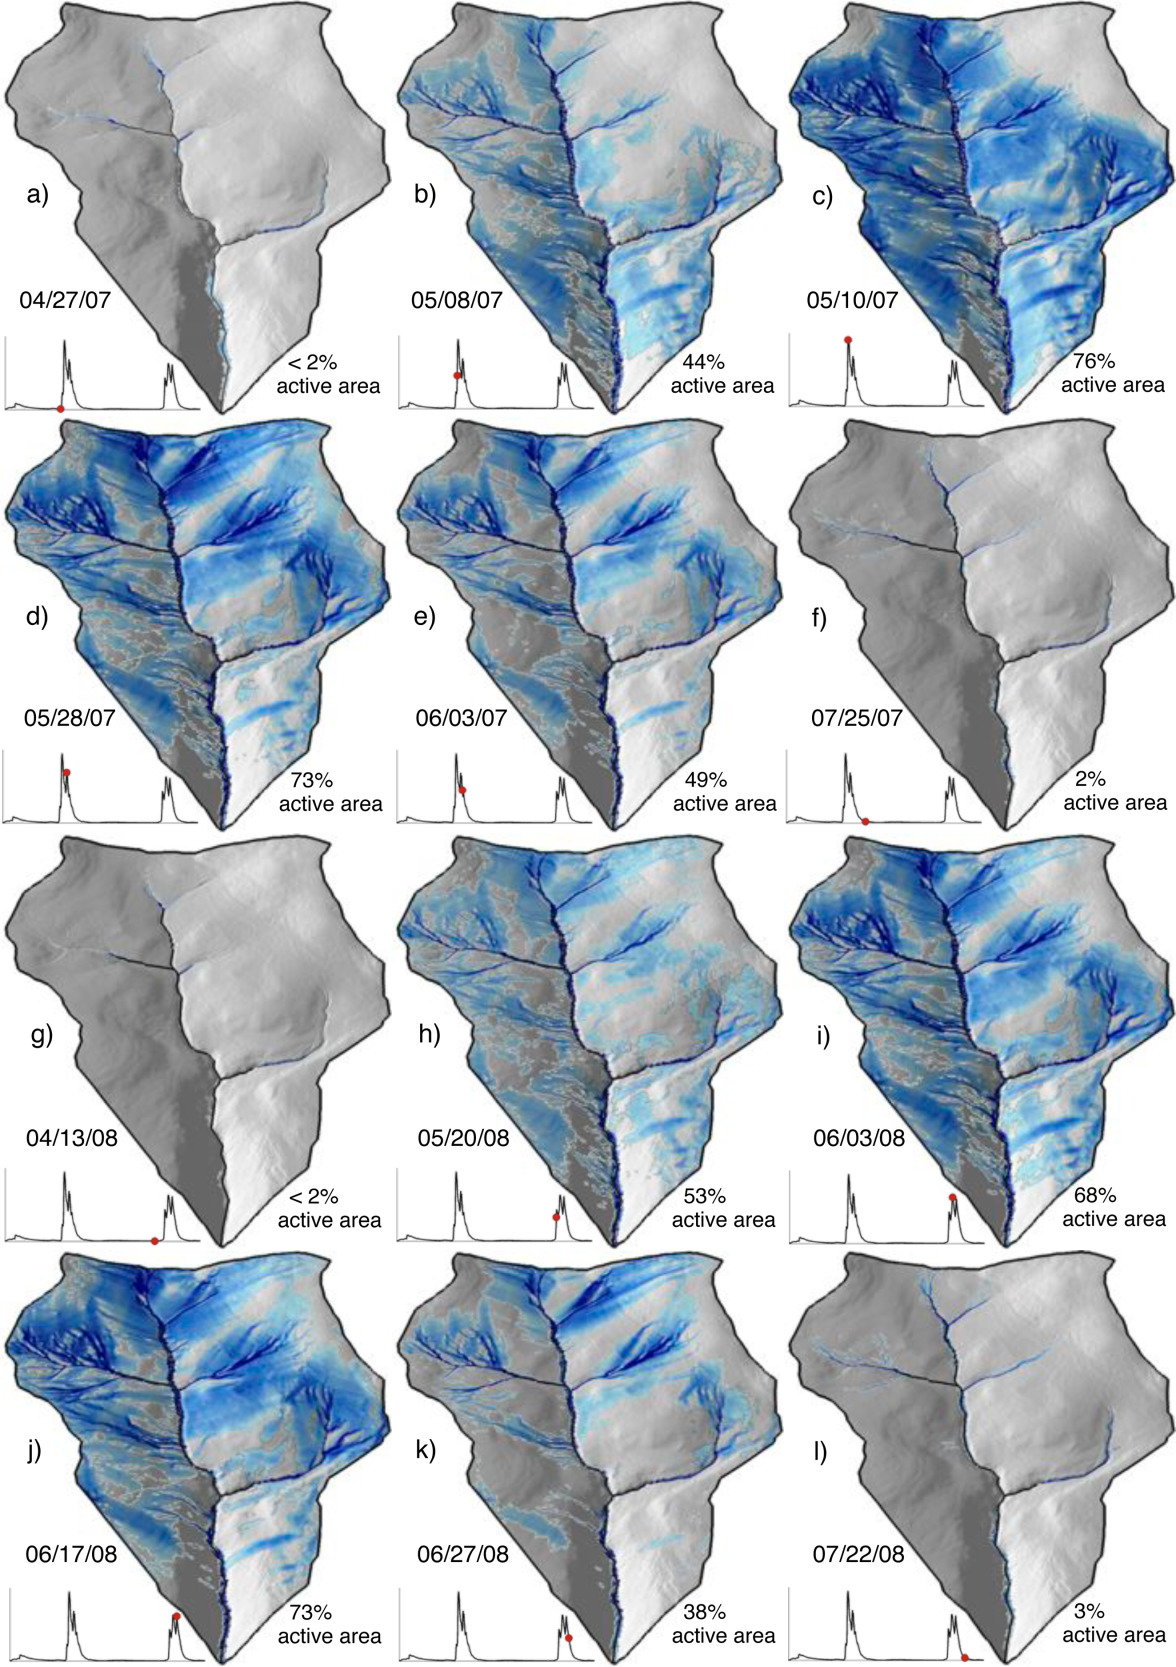 a)
04/27/07
< 2%
active area
b)
05/08/07
44%
active area
c)
05/10/07
76%
active area
d)
05/28/07
73%
active area
e)
06/03/07
49%
active area
f)
07/25/07
2%
active area
g)
04/13/08
< 2%
active area
h)
05/20/08
53%
active area
i)
06/03/08
68%
active area
j)
06/17/08
73%
active area
k)
06/27/08
38%
active area
l)
07/22/08
3%
active area